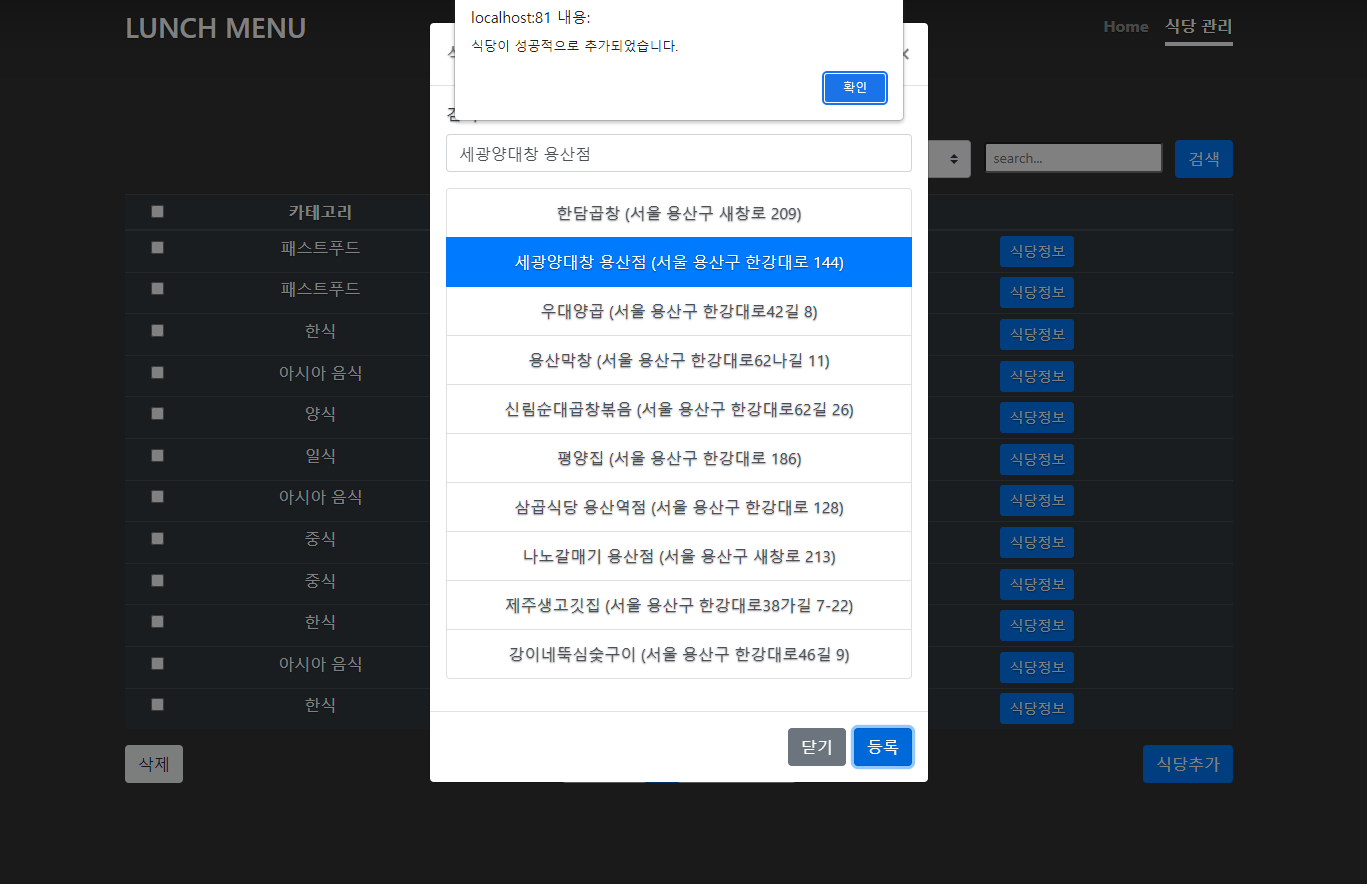 LUNCH MENU
Home 식당 관리
localhost:81 내용:
식당이 성공적으로 추가되었습니다.
확인
세광양대창 용산점
search...
검색
카테고리
한담곱창 (서울 용산구 새창로 209)
패스트푸드 식당정보
세광양대창 용산점 (서울 용산구 한강대로 144)
패스트푸드 식당정보
우대양곱 (서울 용산구 한강대로42길 8)
한식 식당정보
용산막창 (서울 용산구 한강대로62나길 11)
아시아 음식 식당정보
신림순대곱창볶음 (서울 용산구 한강대로62길 26)
양식 식당정보
평양집 (서울 용산구 한강대로 186)
일식 식당정보
삼곱식당 용산역점 (서울 용산구 한강대로 128)
아시아 음식 식당정보
나노갈매기 용산점 (서울 용산구 새창로 213)
중식 식당정보
제주생고깃집 (서울 용산구 한강대로38가길 7-22)
중식 식당정보
강이네뚝심숯구이 (서울 용산구 한강대로46길 9)
한식 식당정보
아시아 음식 식당정보
한식 식당정보
닫기 등록
삭제 식당추가